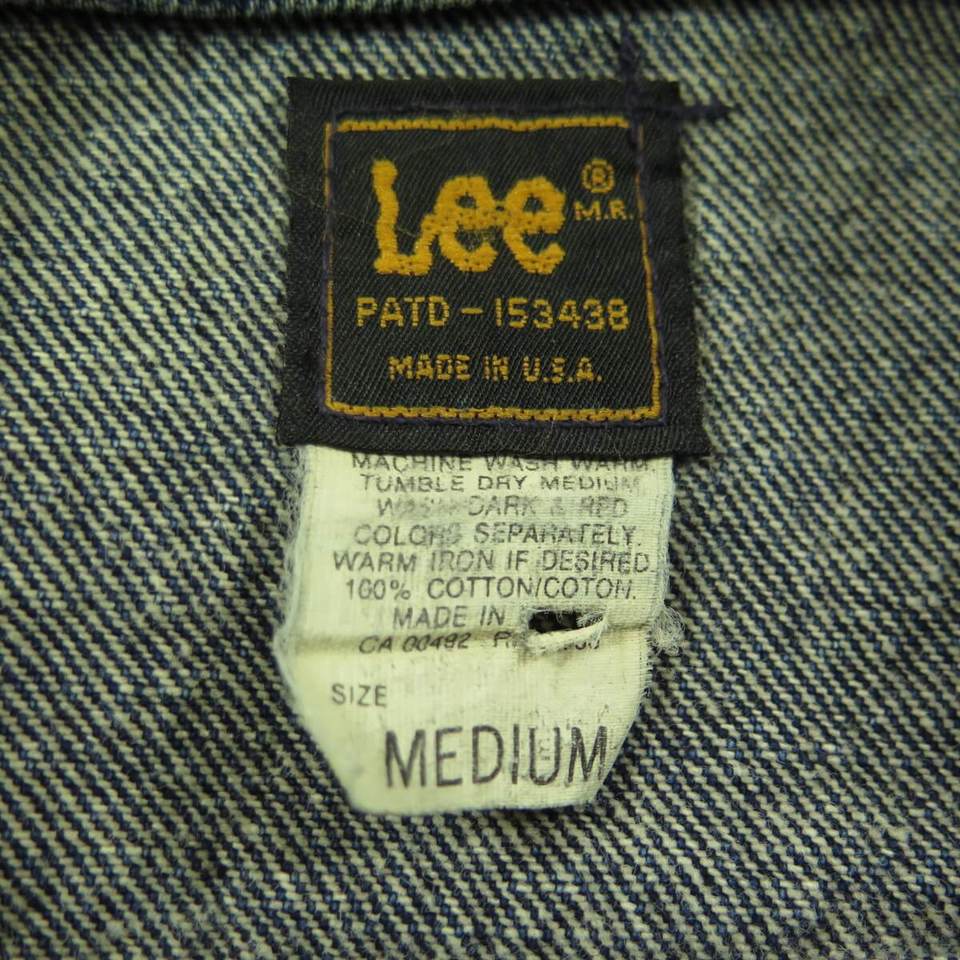 Lee ® M.R.
PATD - 153438
MADE IN U.S.A.
MACHINE WASH WARM
TUMBLE DRY MEDIUM
WASH DARK & RED
COLORS SEPARATELY.
WARM IRON IF DESIRED
100% COTTON/COTON.
MADE IN
CA 00492
SIZE
MEDIUM